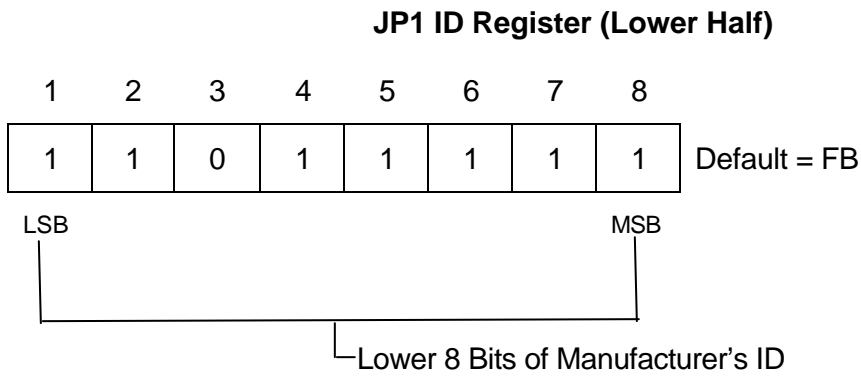 JP1 ID Register (Lower Half)
1 2 3 4 5 6 7 8
1 1 0 1 1 1 1 1 Default = FB
LSB MSB
Lower 8 Bits of Manufacturer's ID